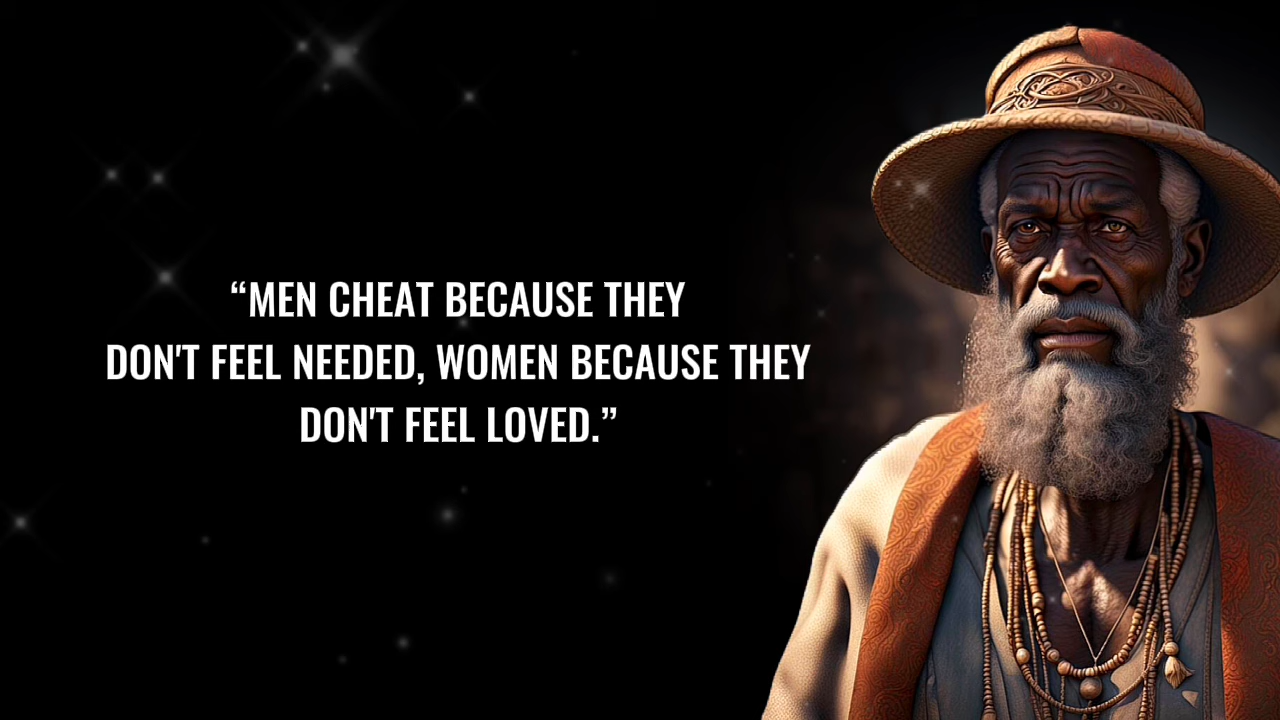 “MEN CHEAT BECAUSE THEY
DON'T FEEL NEEDED, WOMEN BECAUSE THEY
DON'T FEEL LOVED.”